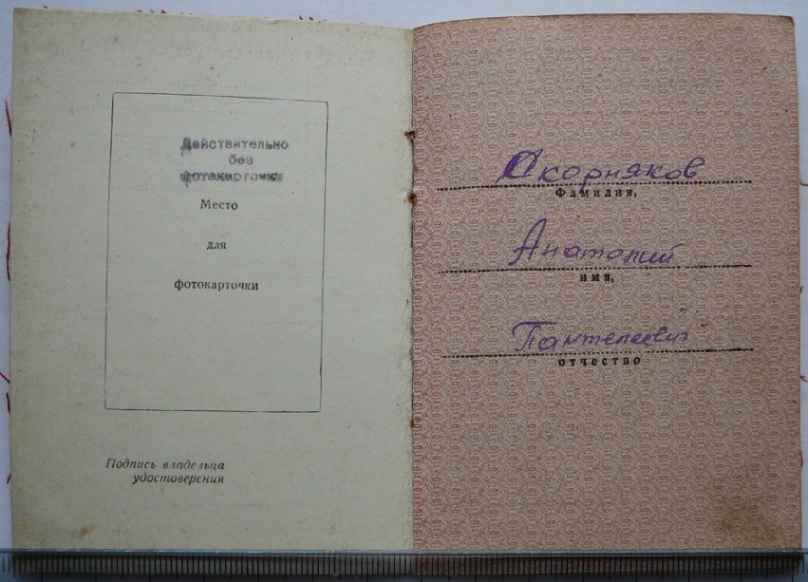 Действительно
без
фотокарточки
Место
для
фотокарточки
Подпись владельца
удостоверения
Скорняков
Фамилия,
Анатолий
имя,
Пантелеевич
отчество